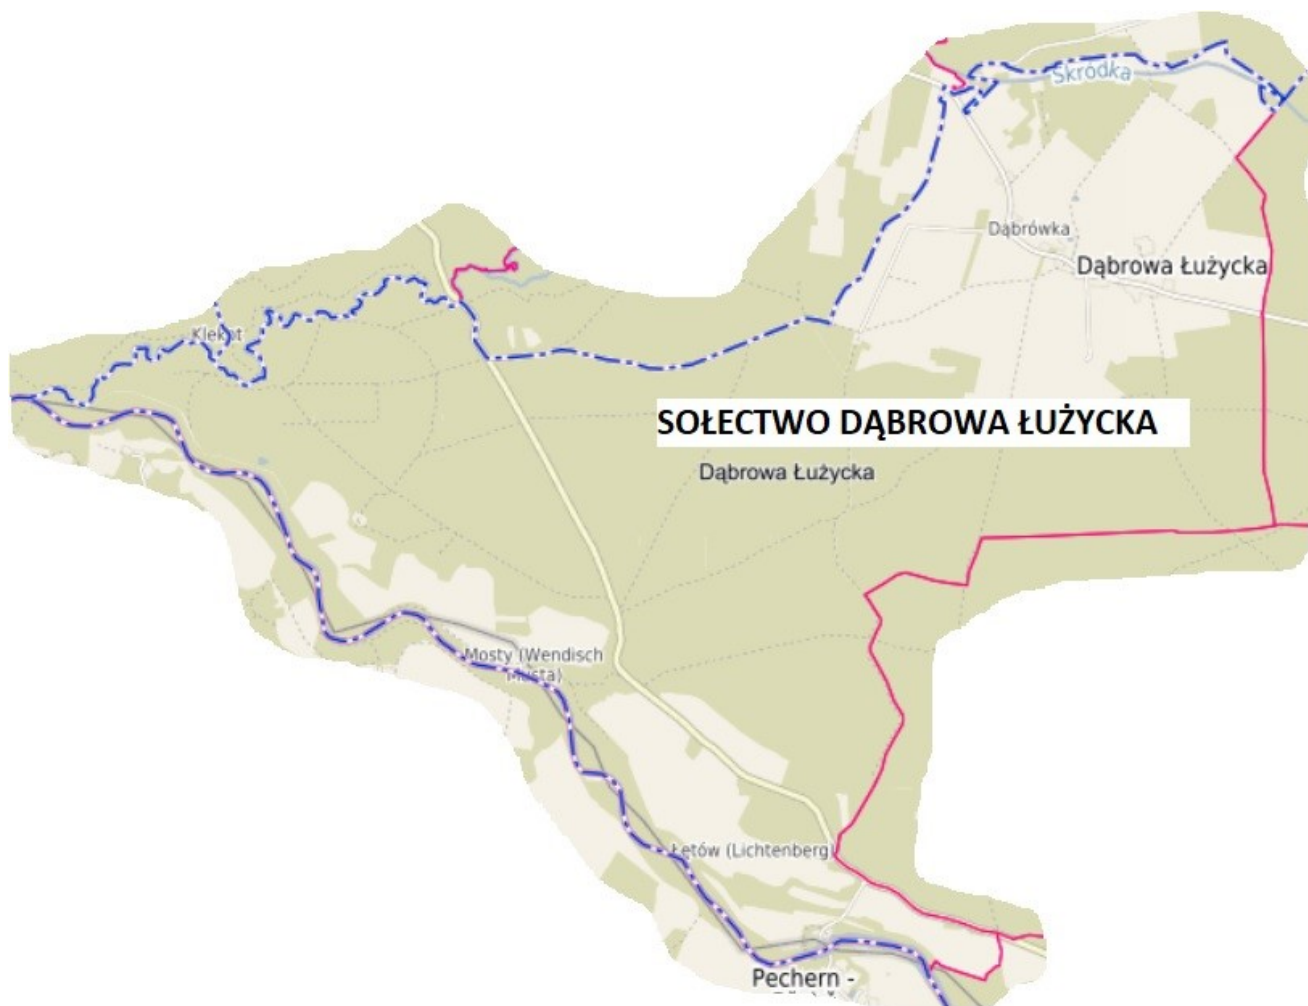 Skródka
Dąbrówka
Dąbrowa Łużycka
Klekot
SOŁECTWO DĄBROWA ŁUŻYCKA
Dąbrowa Łużycka
Mosty (Wendisch
Musta)
Łętów (Lichtenberg)
Pechern -